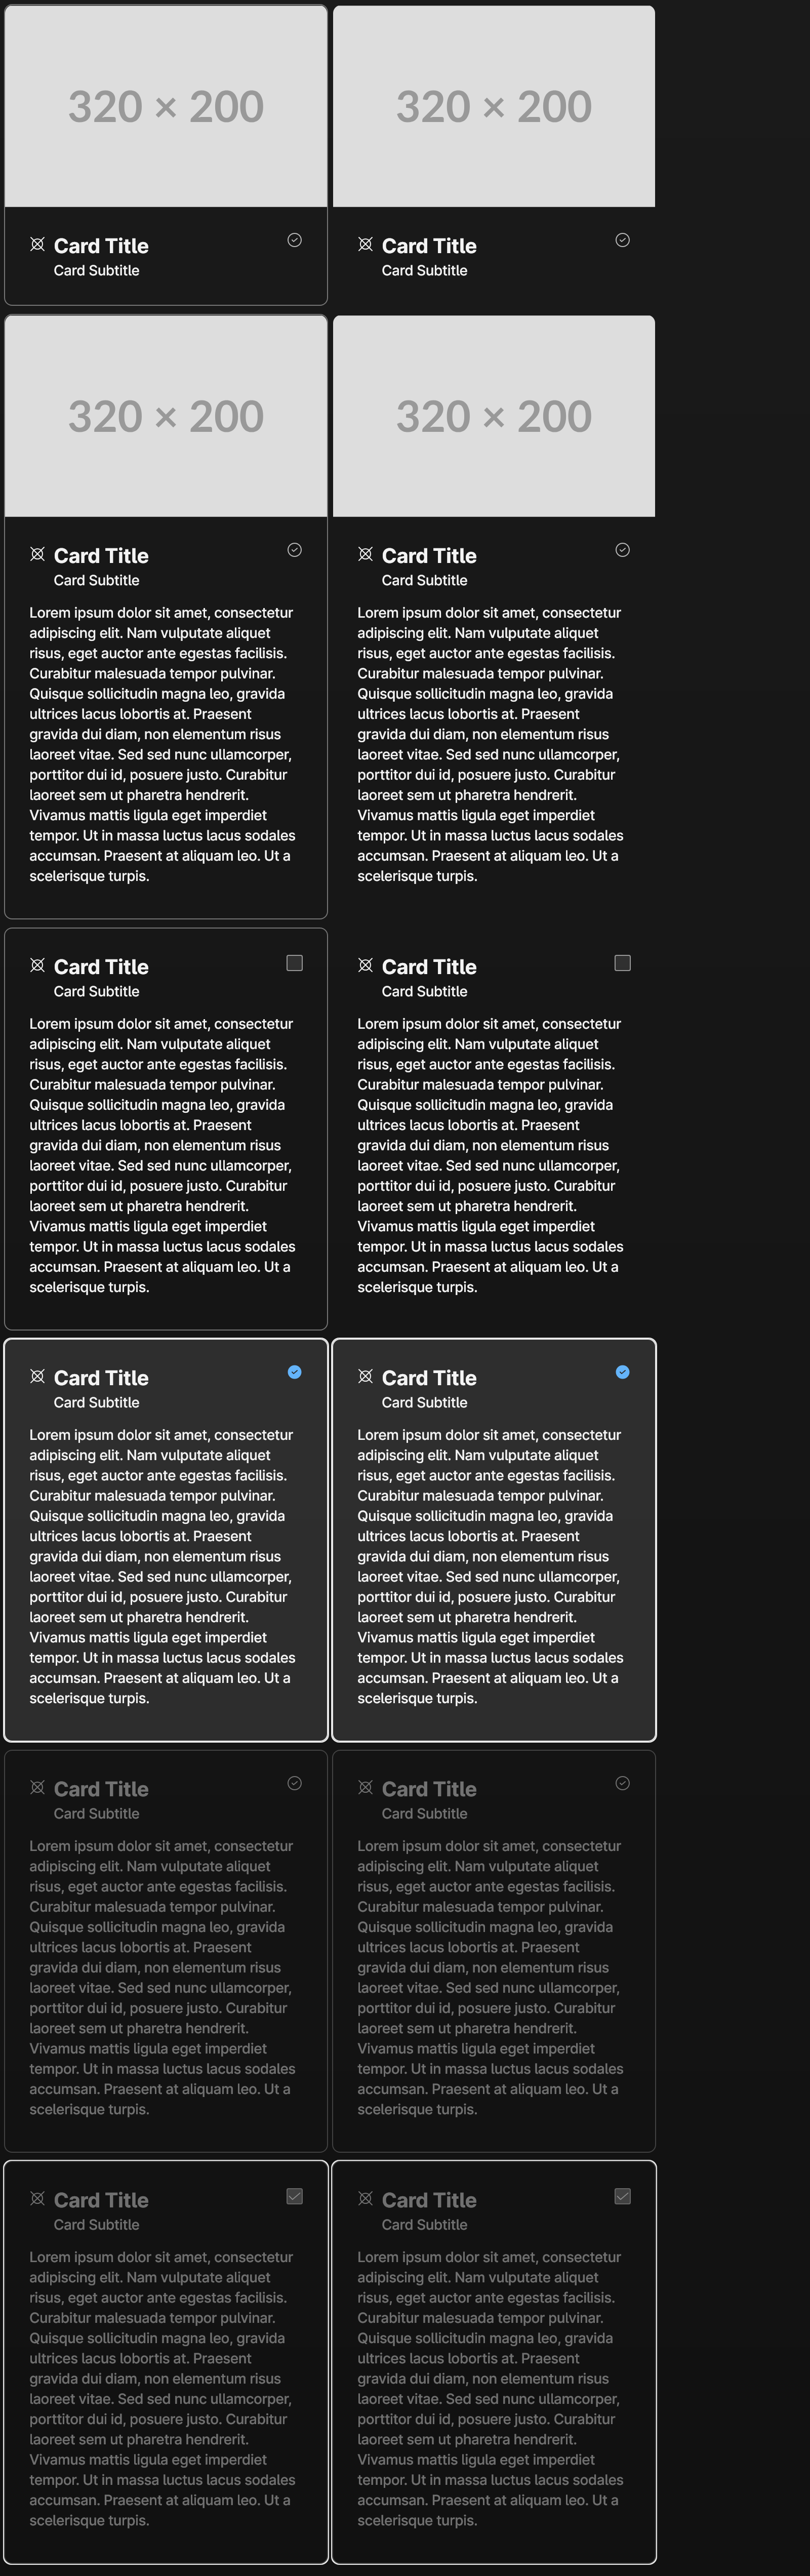 320 × 200
320 × 200
Card Title
Card Subtitle
Card Title
Card Subtitle
320 × 200
320 × 200
Card Title
Card Subtitle
Lorem ipsum dolor sit amet, consectetur
adipiscing elit. Nam vulputate aliquet
risus, eget auctor ante egestas facilisis.
Curabitur malesuada tempor pulvinar.
Quisque sollicitudin magna leo, gravida
ultrices lacus lobortis at. Praesent
gravida dui diam, non elementum risus
laoreet vitae. Sed sed nunc ullamcorper,
porttitor dui id, posuere justo. Curabitur
laoreet sem ut pharetra hendrerit.
Vivamus mattis ligula eget imperdiet
tempor. Ut in massa luctus lacus sodales
accumsan. Praesent at aliquam leo. Ut a
scelerisque turpis.
Card Title
Card Subtitle
Lorem ipsum dolor sit amet, consectetur
adipiscing elit. Nam vulputate aliquet
risus, eget auctor ante egestas facilisis.
Curabitur malesuada tempor pulvinar.
Quisque sollicitudin magna leo, gravida
ultrices lacus lobortis at. Praesent
gravida dui diam, non elementum risus
laoreet vitae. Sed sed nunc ullamcorper,
porttitor dui id, posuere justo. Curabitur
laoreet sem ut pharetra hendrerit.
Vivamus mattis ligula eget imperdiet
tempor. Ut in massa luctus lacus sodales
accumsan. Praesent at aliquam leo. Ut a
scelerisque turpis.
Card Title
Card Subtitle
Lorem ipsum dolor sit amet, consectetur
adipiscing elit. Nam vulputate aliquet
risus, eget auctor ante egestas facilisis.
Curabitur malesuada tempor pulvinar.
Quisque sollicitudin magna leo, gravida
ultrices lacus lobortis at. Praesent
gravida dui diam, non elementum risus
laoreet vitae. Sed sed nunc ullamcorper,
porttitor dui id, posuere justo. Curabitur
laoreet sem ut pharetra hendrerit.
Vivamus mattis ligula eget imperdiet
tempor. Ut in massa luctus lacus sodales
accumsan. Praesent at aliquam leo. Ut a
scelerisque turpis.
Card Title
Card Subtitle
Lorem ipsum dolor sit amet, consectetur
adipiscing elit. Nam vulputate aliquet
risus, eget auctor ante egestas facilisis.
Curabitur malesuada tempor pulvinar.
Quisque sollicitudin magna leo, gravida
ultrices lacus lobortis at. Praesent
gravida dui diam, non elementum risus
laoreet vitae. Sed sed nunc ullamcorper,
porttitor dui id, posuere justo. Curabitur
laoreet sem ut pharetra hendrerit.
Vivamus mattis ligula eget imperdiet
tempor. Ut in massa luctus lacus sodales
accumsan. Praesent at aliquam leo. Ut a
scelerisque turpis.
Card Title
Card Subtitle
Lorem ipsum dolor sit amet, consectetur
adipiscing elit. Nam vulputate aliquet
risus, eget auctor ante egestas facilisis.
Curabitur malesuada tempor pulvinar.
Quisque sollicitudin magna leo, gravida
ultrices lacus lobortis at. Praesent
gravida dui diam, non elementum risus
laoreet vitae. Sed sed nunc ullamcorper,
porttitor dui id, posuere justo. Curabitur
laoreet sem ut pharetra hendrerit.
Vivamus mattis ligula eget imperdiet
tempor. Ut in massa luctus lacus sodales
accumsan. Praesent at aliquam leo. Ut a
scelerisque turpis.
Card Title
Card Subtitle
Lorem ipsum dolor sit amet, consectetur
adipiscing elit. Nam vulputate aliquet
risus, eget auctor ante egestas facilisis.
Curabitur malesuada tempor pulvinar.
Quisque sollicitudin magna leo, gravida
ultrices lacus lobortis at. Praesent
gravida dui diam, non elementum risus
laoreet vitae. Sed sed nunc ullamcorper,
porttitor dui id, posuere justo. Curabitur
laoreet sem ut pharetra hendrerit.
Vivamus mattis ligula eget imperdiet
tempor. Ut in massa luctus lacus sodales
accumsan. Praesent at aliquam leo. Ut a
scelerisque turpis.
Card Title
Card Subtitle
Lorem ipsum dolor sit amet, consectetur
adipiscing elit. Nam vulputate aliquet
risus, eget auctor ante egestas facilisis.
Curabitur malesuada tempor pulvinar.
Quisque sollicitudin magna leo, gravida
ultrices lacus lobortis at. Praesent
gravida dui diam, non elementum risus
laoreet vitae. Sed sed nunc ullamcorper,
porttitor dui id, posuere justo. Curabitur
laoreet sem ut pharetra hendrerit.
Vivamus mattis ligula eget imperdiet
tempor. Ut in massa luctus lacus sodales
accumsan. Praesent at aliquam leo. Ut a
scelerisque turpis.
Card Title
Card Subtitle
Lorem ipsum dolor sit amet, consectetur
adipiscing elit. Nam vulputate aliquet
risus, eget auctor ante egestas facilisis.
Curabitur malesuada tempor pulvinar.
Quisque sollicitudin magna leo, gravida
ultrices lacus lobortis at. Praesent
gravida dui diam, non elementum risus
laoreet vitae. Sed sed nunc ullamcorper,
porttitor dui id, posuere justo. Curabitur
laoreet sem ut pharetra hendrerit.
Vivamus mattis ligula eget imperdiet
tempor. Ut in massa luctus lacus sodales
accumsan. Praesent at aliquam leo. Ut a
scelerisque turpis.
Card Title
Card Subtitle
Lorem ipsum dolor sit amet, consectetur
adipiscing elit. Nam vulputate aliquet
risus, eget auctor ante egestas facilisis.
Curabitur malesuada tempor pulvinar.
Quisque sollicitudin magna leo, gravida
ultrices lacus lobortis at. Praesent
gravida dui diam, non elementum risus
laoreet vitae. Sed sed nunc ullamcorper,
porttitor dui id, posuere justo. Curabitur
laoreet sem ut pharetra hendrerit.
Vivamus mattis ligula eget imperdiet
tempor. Ut in massa luctus lacus sodales
accumsan. Praesent at aliquam leo. Ut a
scelerisque turpis.
Card Title
Card Subtitle
Lorem ipsum dolor sit amet, consectetur
adipiscing elit. Nam vulputate aliquet
risus, eget auctor ante egestas facilisis.
Curabitur malesuada tempor pulvinar.
Quisque sollicitudin magna leo, gravida
ultrices lacus lobortis at. Praesent
gravida dui diam, non elementum risus
laoreet vitae. Sed sed nunc ullamcorper,
porttitor dui id, posuere justo. Curabitur
laoreet sem ut pharetra hendrerit.
Vivamus mattis ligula eget imperdiet
tempor. Ut in massa luctus lacus sodales
accumsan. Praesent at aliquam leo. Ut a
scelerisque turpis.